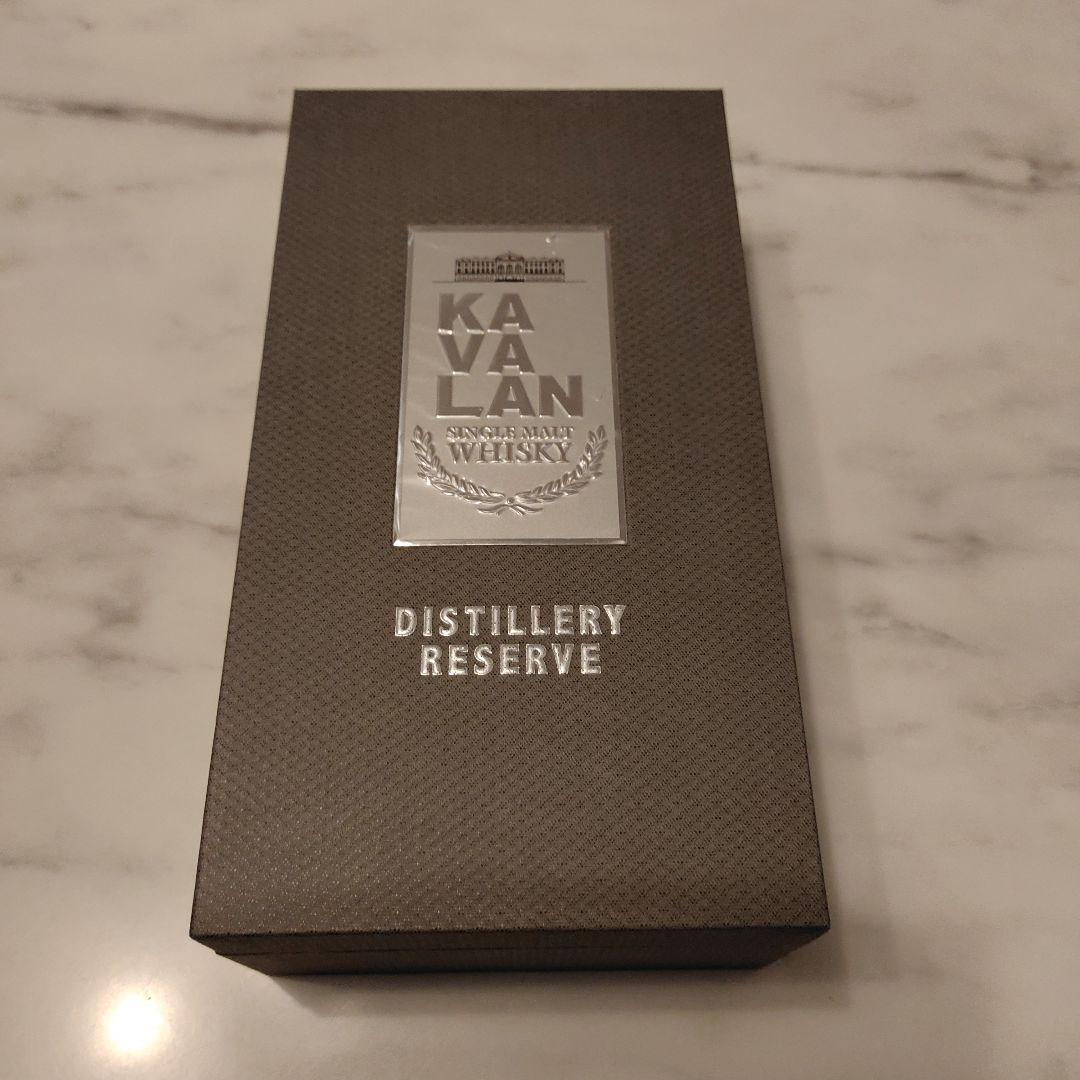 KA
VA
LAN
SINGLE MALT
WHISKY
DISTILLERY
RESERVE